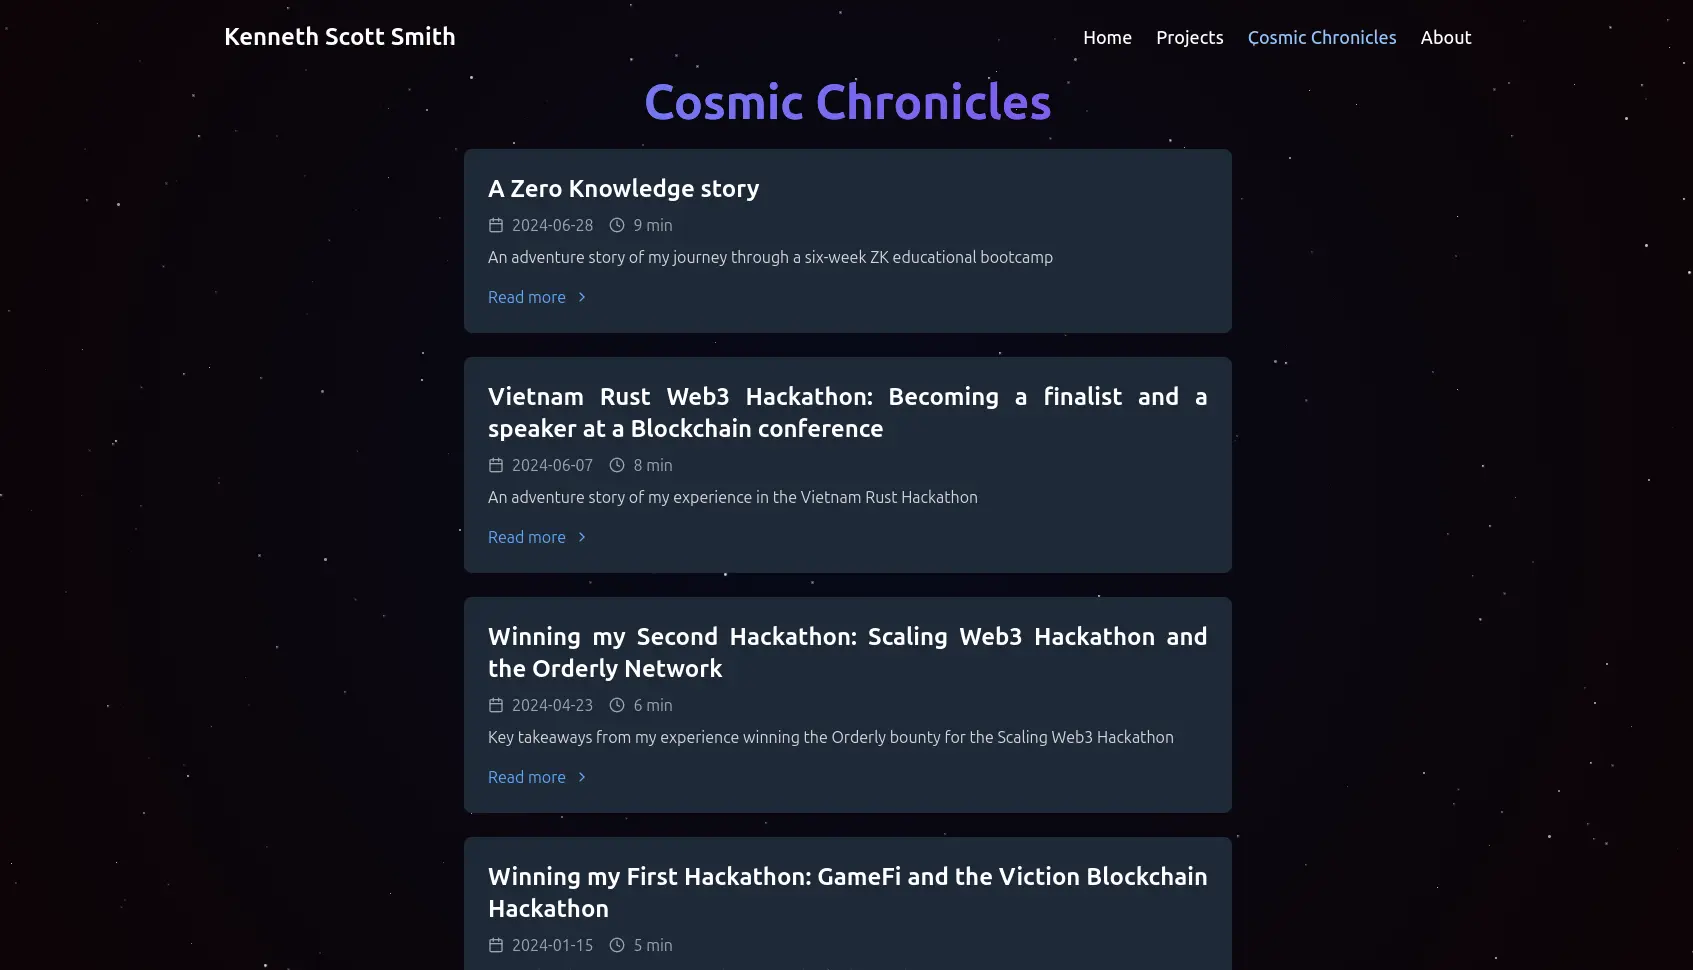 Kenneth Scott Smith
Home Projects Cosmic Chronicles About
Cosmic Chronicles
A Zero Knowledge story
2024-06-28 9 min
An adventure story of my journey through a six-week ZK educational bootcamp
Read more
Vietnam Rust Web3 Hackathon: Becoming a finalist and a
speaker at a Blockchain conference
2024-06-07 8 min
An adventure story of my experience in the Vietnam Rust Hackathon
Read more
Winning my Second Hackathon: Scaling Web3 Hackathon and
the Orderly Network
2024-04-23 6 min
Key takeaways from my experience winning the Orderly bounty for the Scaling Web3 Hackathon
Read more
Winning my First Hackathon: GameFi and the Viction Blockchain
Hackathon
2024-01-15 5 min